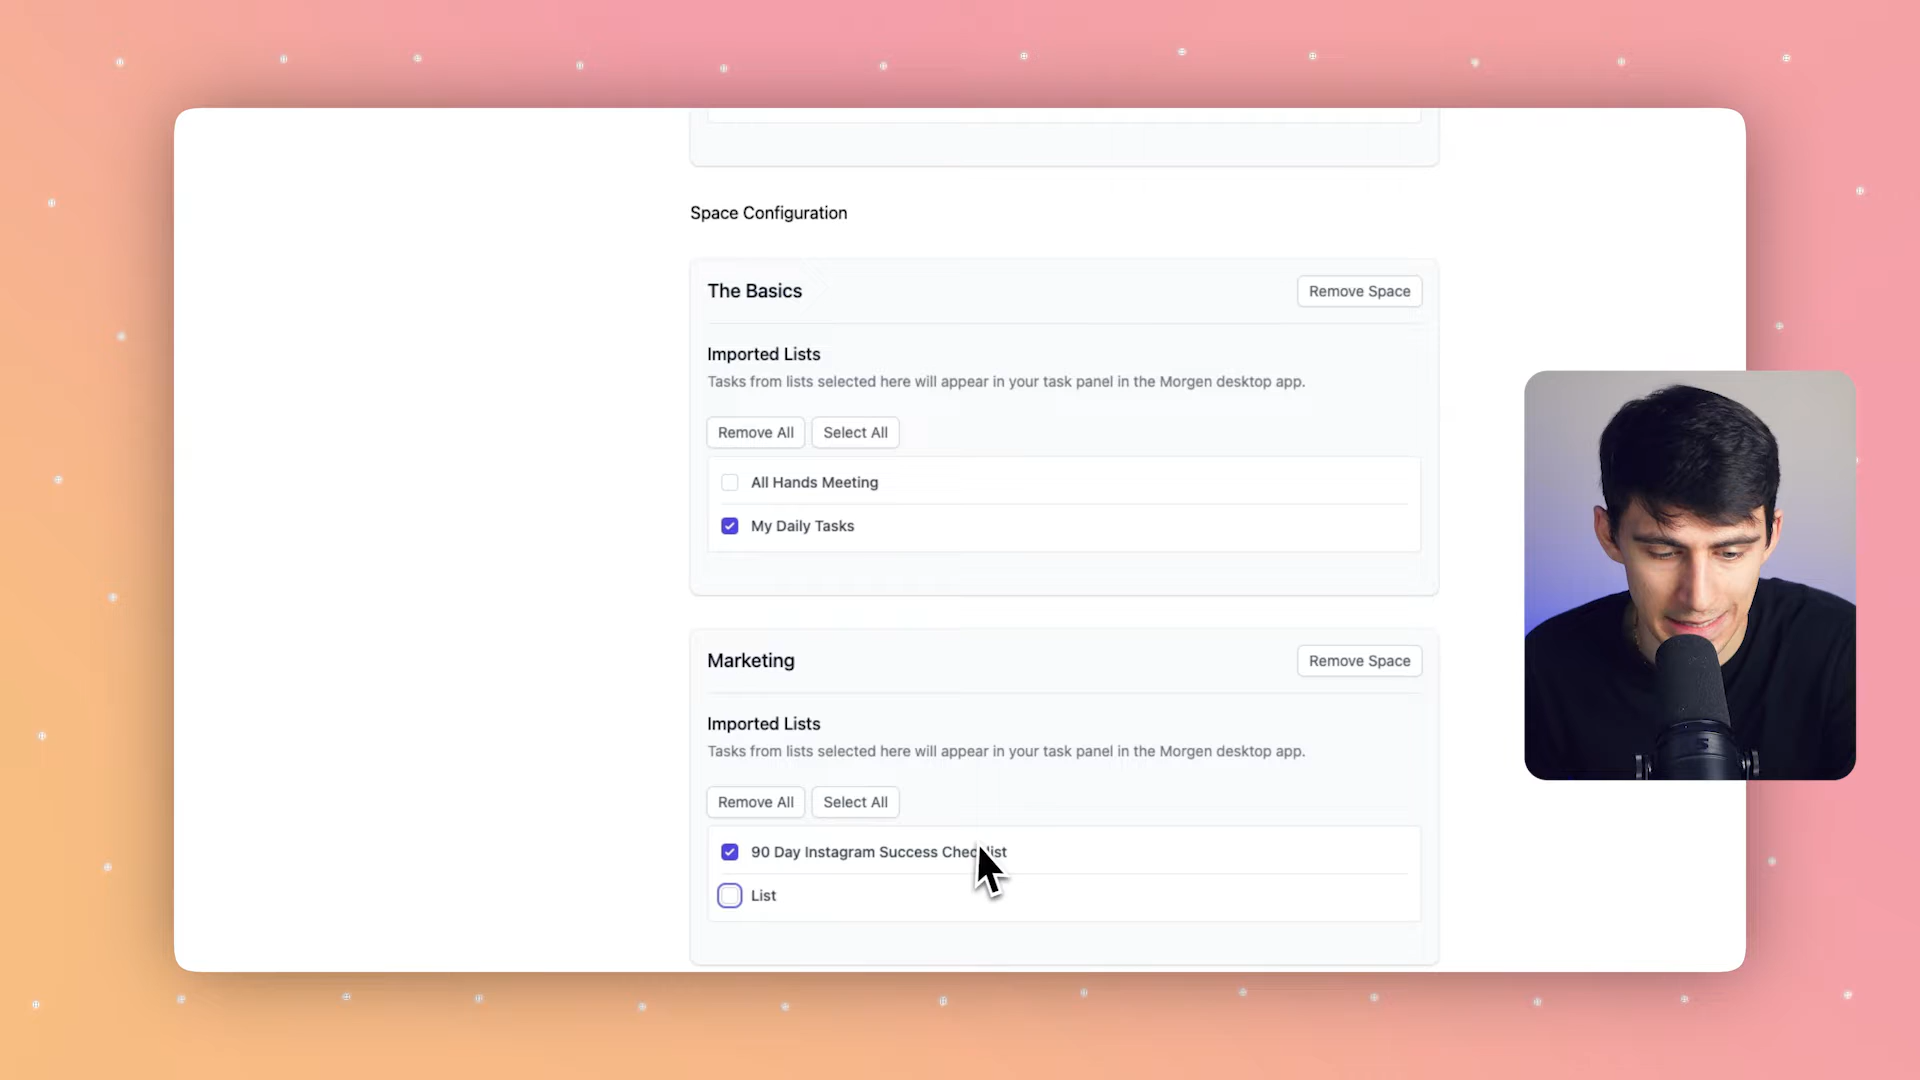 Space Configuration
The Basics
Remove Space
Imported Lists
Tasks from lists selected here will appear in your task panel in the Morgen desktop app.
Remove All
Select All
All Hands Meeting
My Daily Tasks
Marketing
Remove Space
Imported Lists
Tasks from lists selected here will appear in your task panel in the Morgen desktop app.
Remove All
Select All
90 Day Instagram Success Checklist
List